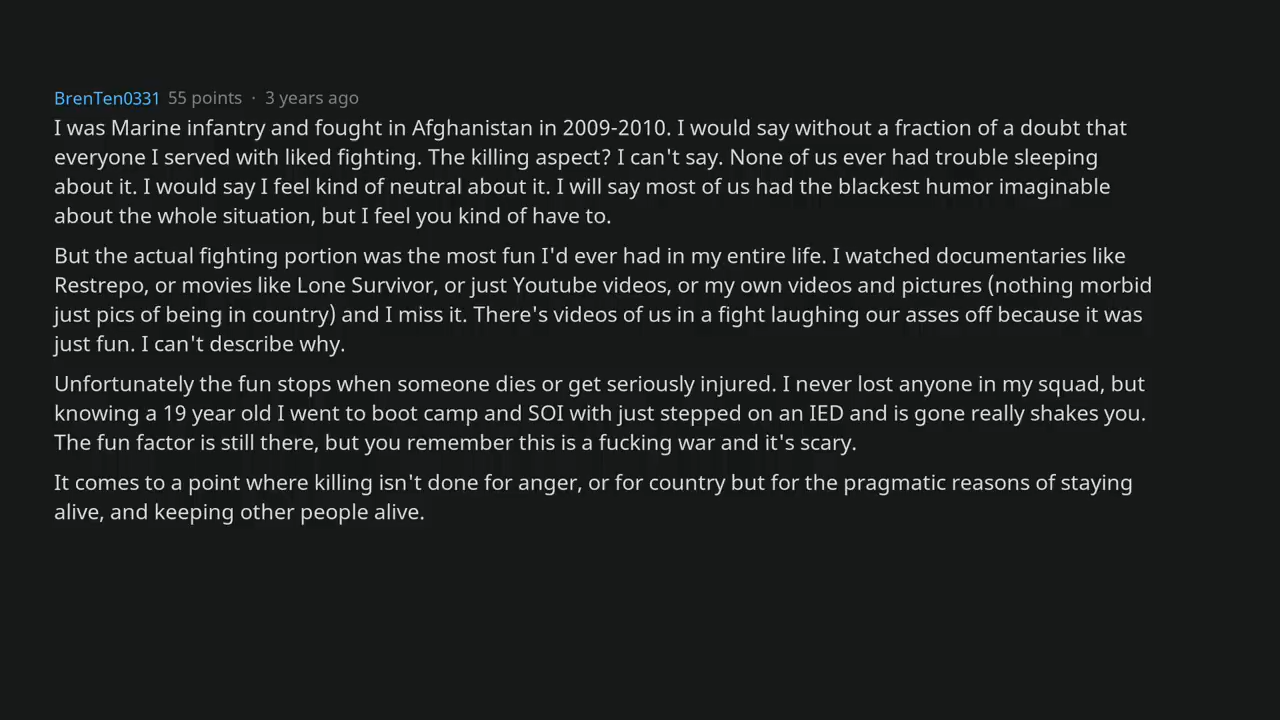 BrenTen0331 55 points · 3 years ago
I was Marine infantry and fought in Afghanistan in 2009-2010. I would say without a fraction of a doubt that
everyone I served with liked fighting. The killing aspect? I can't say. None of us ever had trouble sleeping
about it. I would say I feel kind of neutral about it. I will say most of us had the blackest humor imaginable
about the whole situation, but I feel you kind of have to.
But the actual fighting portion was the most fun I'd ever had in my entire life. I watched documentaries like
Restrepo, or movies like Lone Survivor, or just Youtube videos, or my own videos and pictures (nothing morbid
just pics of being in country) and I miss it. There's videos of us in a fight laughing our asses off because it was
just fun. I can't describe why.
Unfortunately the fun stops when someone dies or get seriously injured. I never lost anyone in my squad, but
knowing a 19 year old I went to boot camp and SOI with just stepped on an IED and is gone really shakes you.
The fun factor is still there, but you remember this is a fucking war and it's scary.
It comes to a point where killing isn't done for anger, or for country but for the pragmatic reasons of staying
alive, and keeping other people alive.